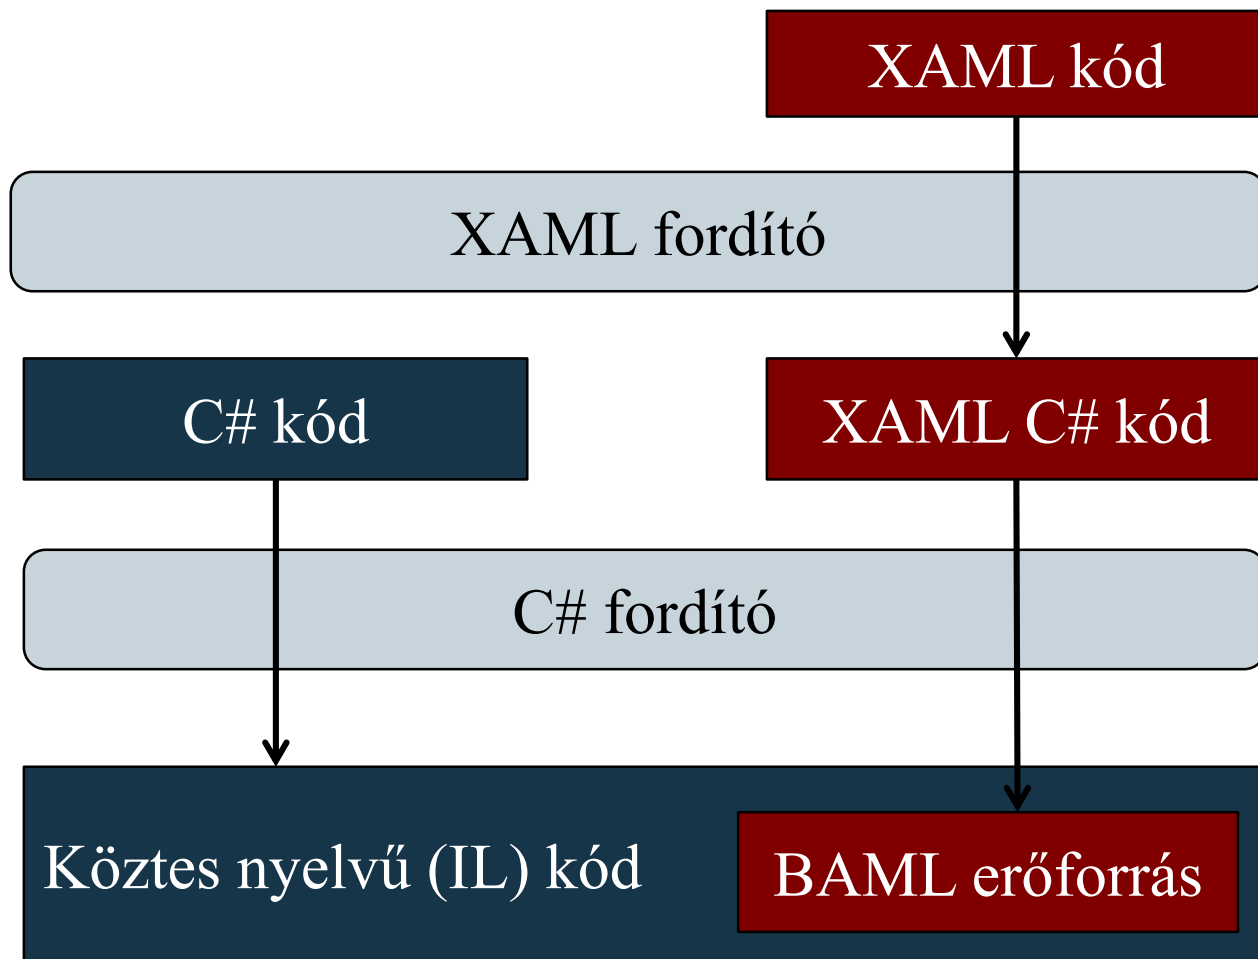 XAML kód
XAML fordító
C# kód
XAML C# kód
C# fordító
Köztes nyelvű (IL) kód
BAML erőforrás